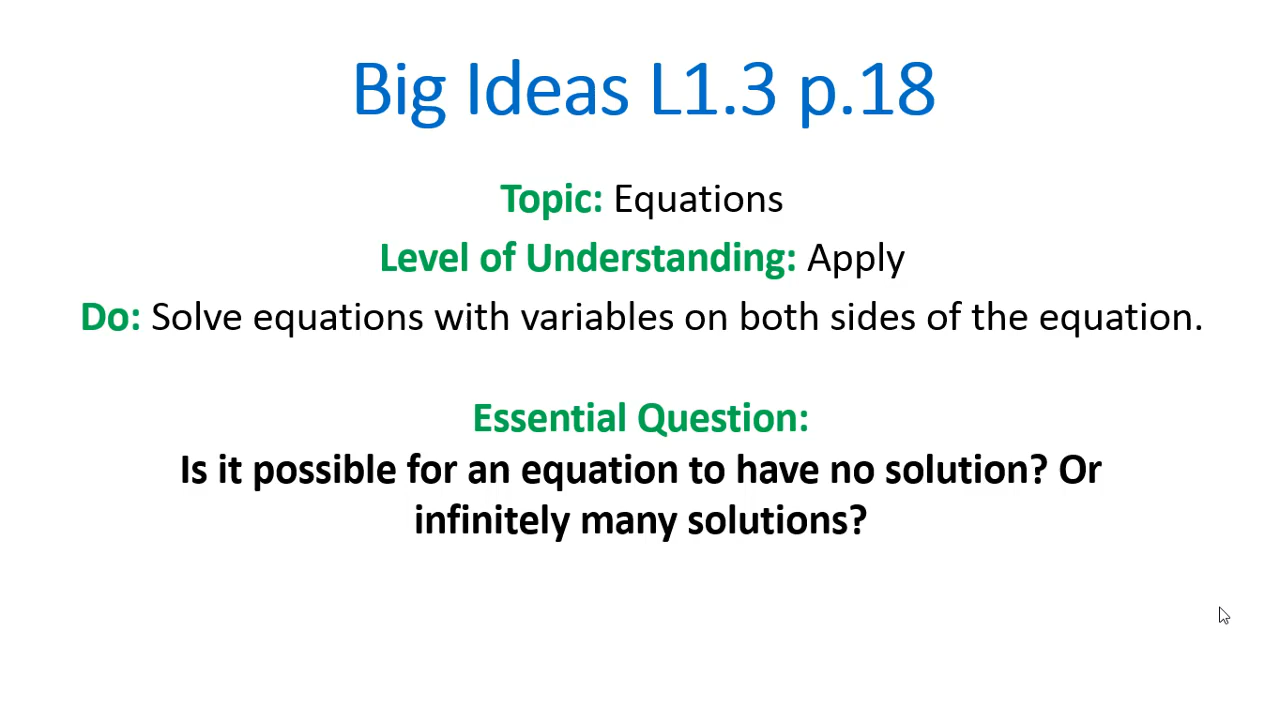 Big Ideas L1.3 p.18
Topic: Equations
Level of Understanding: Apply
Do: Solve equations with variables on both sides of the equation.
Essential Question:
Is it possible for an equation to have no solution? Or
infinitely many solutions?